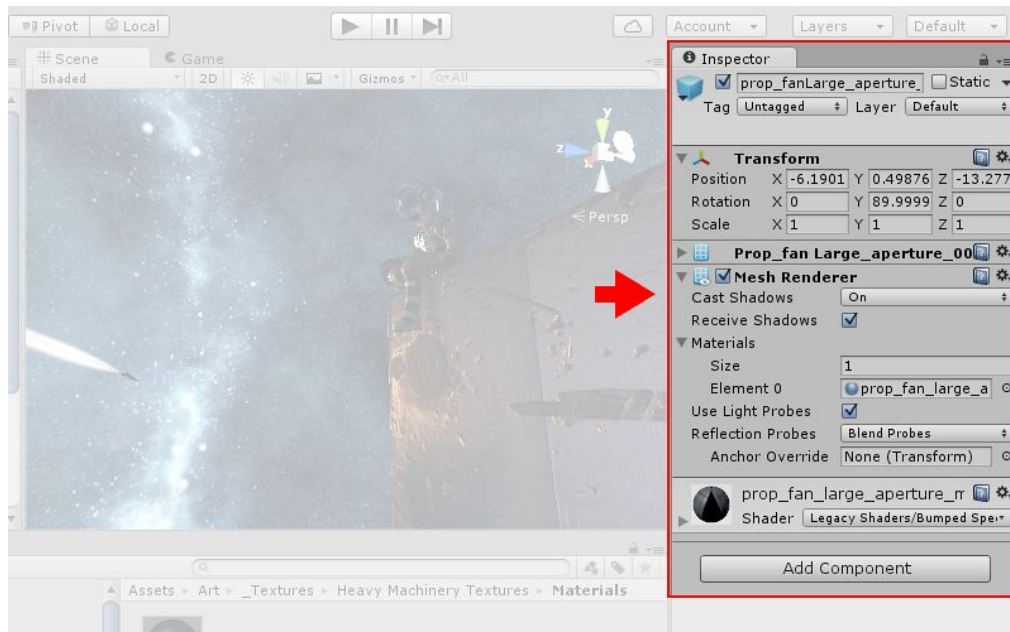 Pivot Local Account Layers Default
Scene Game
Shaded 2D Gizmos All
y
z
x
Persp
Inspector
prop_fanLarge_aperture_ Static
Tag Untagged Layer Default
Transform
Position X -6.1901 Y 0.49876 Z -13.277
Rotation X 0 Y 89.9999 Z 0
Scale X 1 Y 1 Z 1
Prop_fan Large_aperture_00
Mesh Renderer
Cast Shadows On
Receive Shadows
Materials
Size 1
Element 0 prop_fan_large_a
Use Light Probes
Reflection Probes Blend Probes
Anchor Override None (Transform)
prop_fan_large_aperture_m
Shader Legacy Shaders/Bumped Spe
Add Component
Assets Art _Textures Heavy Machinery Textures Materials